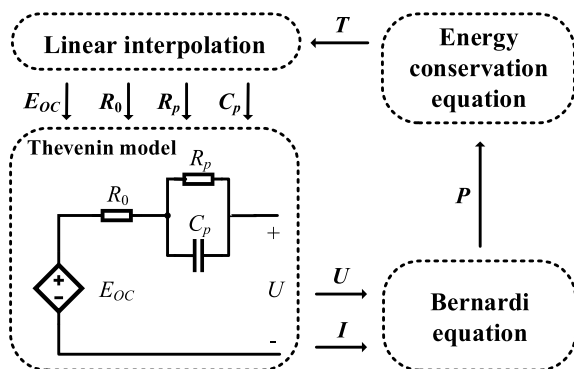 Linear interpolation
T
Energy
conservation
equation
E_OC R_0 R_p C_p
Thevenin model
R_p
R_0
C_p
+
+
-
E_OC
U
-
U
I
P
Bernardi
equation